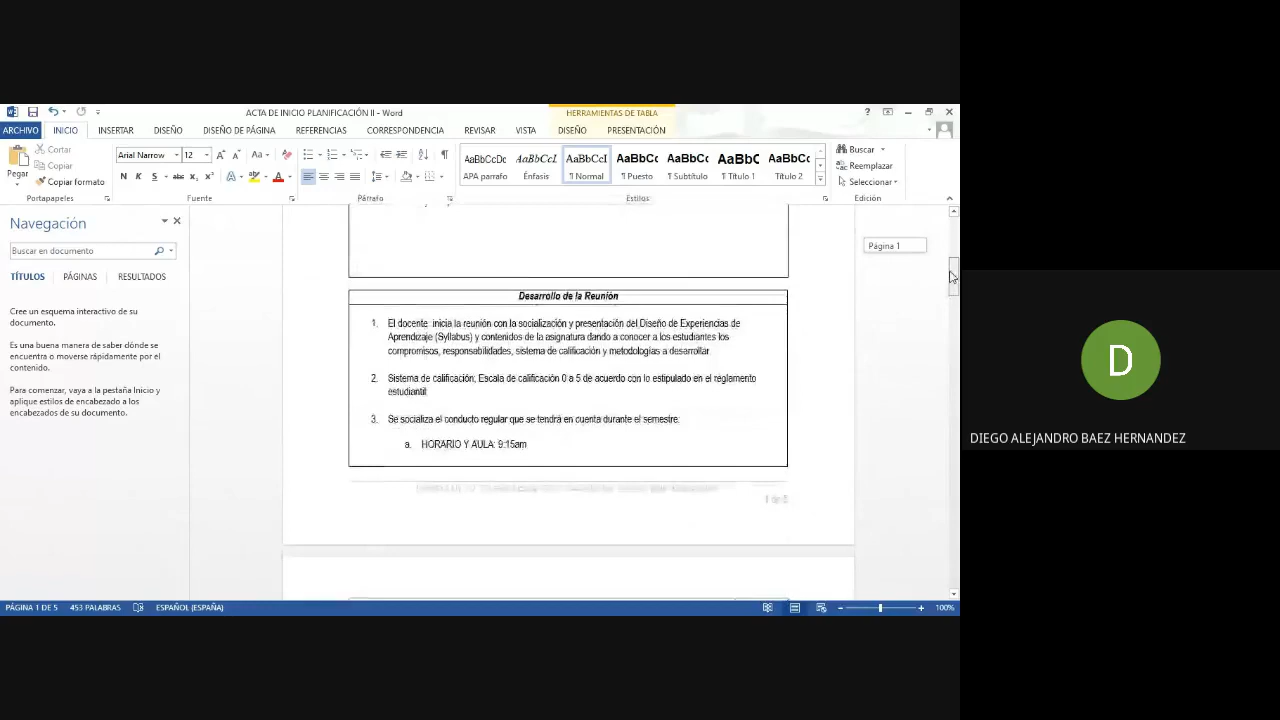 ACTA DE INICIO PLANIFICACIÓN II - Word
HERRAMIENTAS DE TABLA
ARCHIVO INICIO INSERTAR DISEÑO DISEÑO DE PÁGINA REFERENCIAS CORRESPONDENCIA REVISAR VISTA DISEÑO PRESENTACIÓN
Pegar
Cortar
Copiar
Copiar formato
Portapapeles
Arial Narrow 12
N K S abc x₂ x²
Fuente
Párrafo
AaBbCcDc AaBbCcL AaBbCcI AaBbCc AaBbCc AaBbC AaBbCc
APA parrafo Énfasis ¶ Normal ¶ Puesto ¶ Subtítulo ¶ Título 1 Título 2
Estilos
Buscar
Reemplazar
Seleccionar
Edición
Navegación
Buscar en documento
TÍTULOS PÁGINAS RESULTADOS
Cree un esquema interactivo de su
documento.
Es una buena manera de saber dónde se
encuentra o moverse rápidamente por el
contenido.
Para comenzar, vaya a la pestaña Inicio y
aplique estilos de encabezado a los
encabezados de su documento.
Página 1
Desarrollo de la Reunión
1. El docente inicia la reunión con la socialización y presentación del Diseño de Experiencias de
Aprendizaje (Syllabus) y contenidos de la asignatura dando a conocer a los estudiantes los
compromisos, responsabilidades, sistema de calificación y metodologías a desarrollar.
2. Sistema de calificación; Escala de calificación 0 a 5 de acuerdo con lo estipulado en el reglamento
estudiantil.
3. Se socializa el conducto regular que se tendrá en cuenta durante el semestre:
a. HORARIO Y AULA: 9:15am
1 de 5
PÁGINA 1 DE 5 453 PALABRAS ESPAÑOL (ESPAÑA) 100%
D
DIEGO ALEJANDRO BAEZ HERNANDEZ